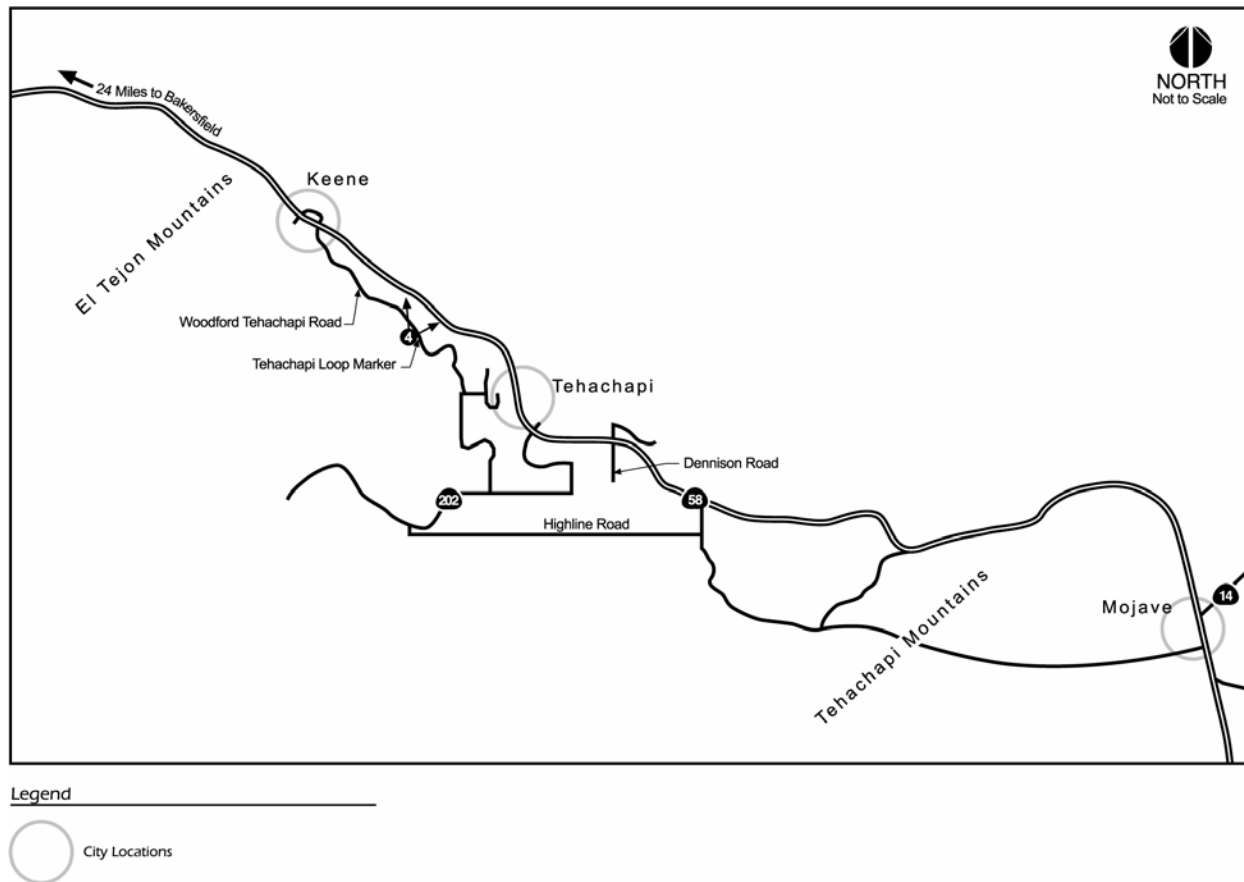 NORTH
Not to Scale
24 Miles to Bakersfield
Keene
El Tejon Mountains
Woodford Tehachapi Road
4
Tehachapi Loop Marker
Tehachapi
Dennison Road
202
58
Highline Road
Tehachapi Mountains
Mojave
14
Legend
City Locations